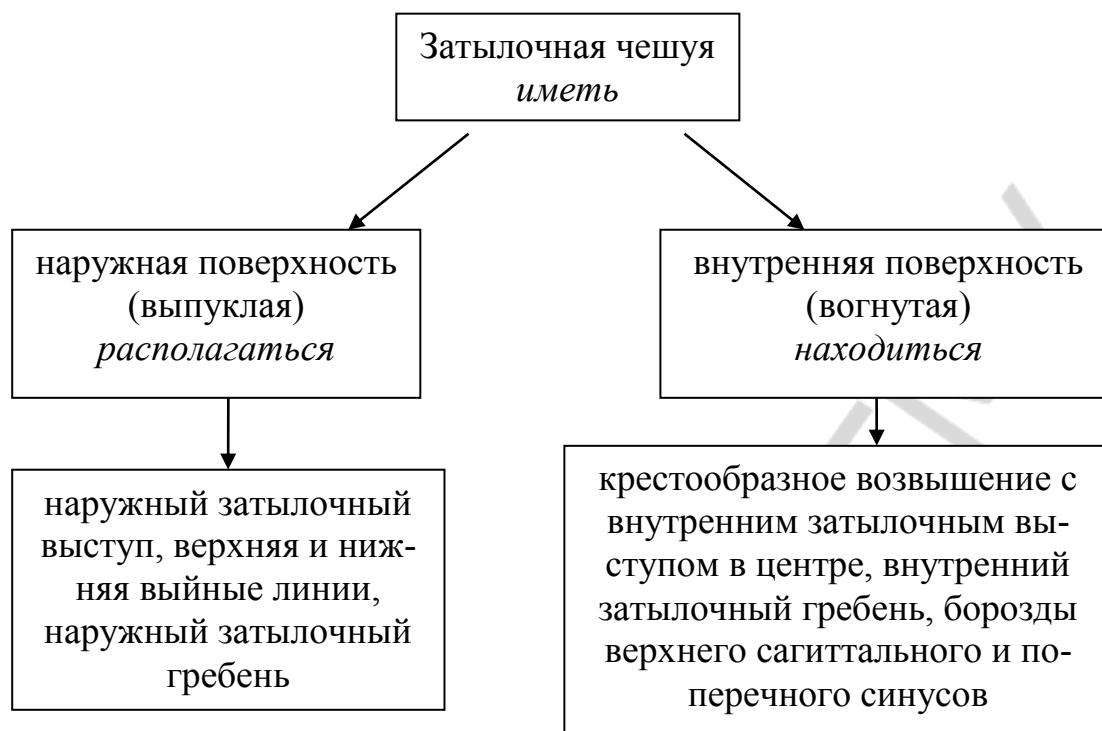 Затылочная чешуя
иметь
наружная поверхность
(выпуклая)
располагаться
внутренняя поверхность
(вогнутая)
находиться
наружный затылочный
выступ, верхняя и ниж-
няя выйные линии,
наружный затылочный
гребень
крестообразное возвышение с
внутренним затылочным вы-
ступом в центре, внутренний
затылочный гребень, борозды
верхнего сагиттального и по-
перечного синусов